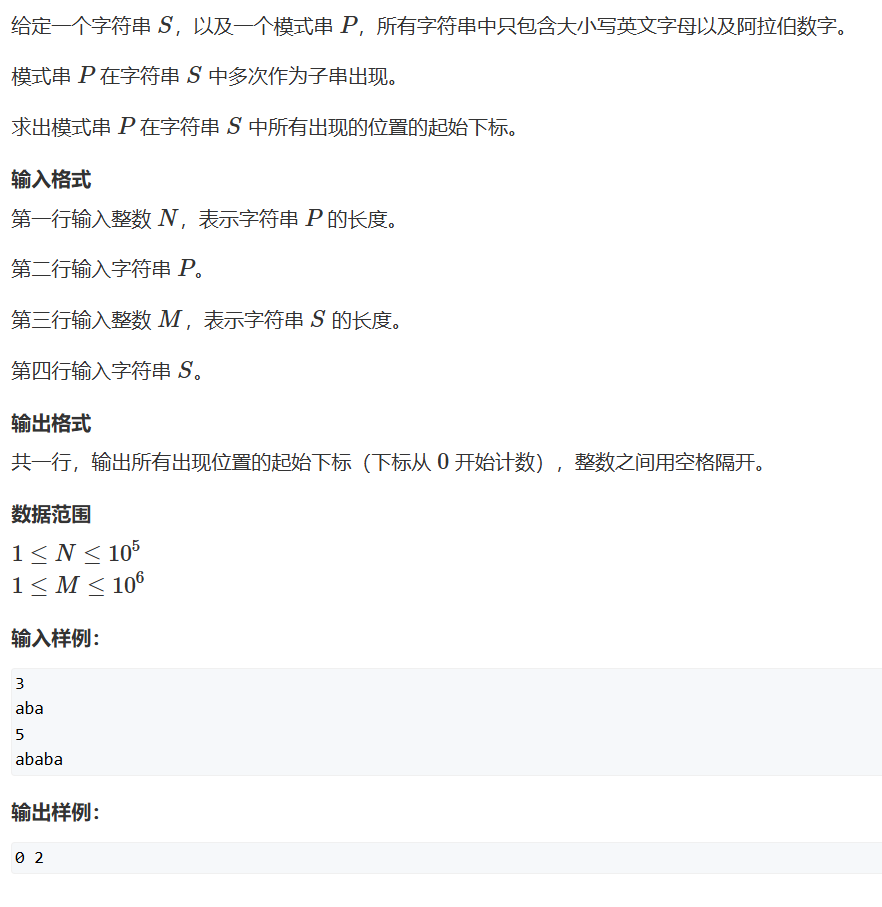 给定一个字符串 S，以及一个模式串 P，所有字符串中只包含大小写英文字母以及阿拉伯数字。
模式串 P 在字符串 S 中多次作为子串出现。
求出模式串 P 在字符串 S 中所有出现的位置的起始下标。
输入格式
第一行输入整数 N，表示字符串 P 的长度。
第二行输入字符串 P。
第三行输入整数 M，表示字符串 S 的长度。
第四行输入字符串 S。
输出格式
共一行，输出所有出现位置的起始下标（下标从 0 开始计数），整数之间用空格隔开。
数据范围
1 ≤ N ≤ 10⁵
1 ≤ M ≤ 10⁶
输入样例：
3
aba
5
ababa
输出样例：
0 2